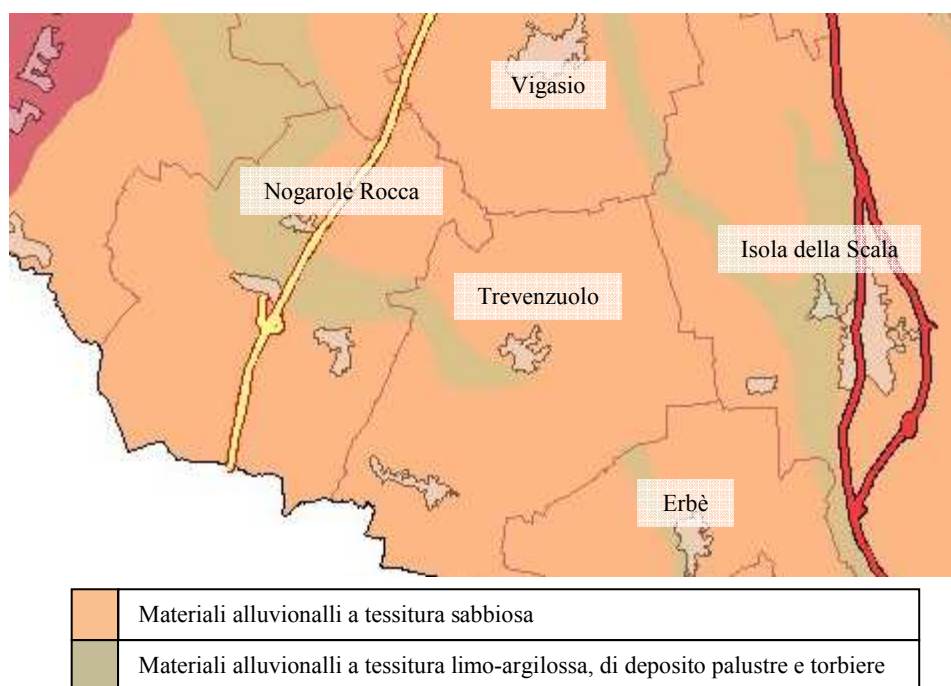 Vigasio
Nogarole Rocca
Isola della Scala
Trevenzuolo
Erbè
Materiali alluvionalli a tessitura sabbiosa
Materiali alluvionalli a tessitura limo-argilossa, di deposito palustre e torbiere